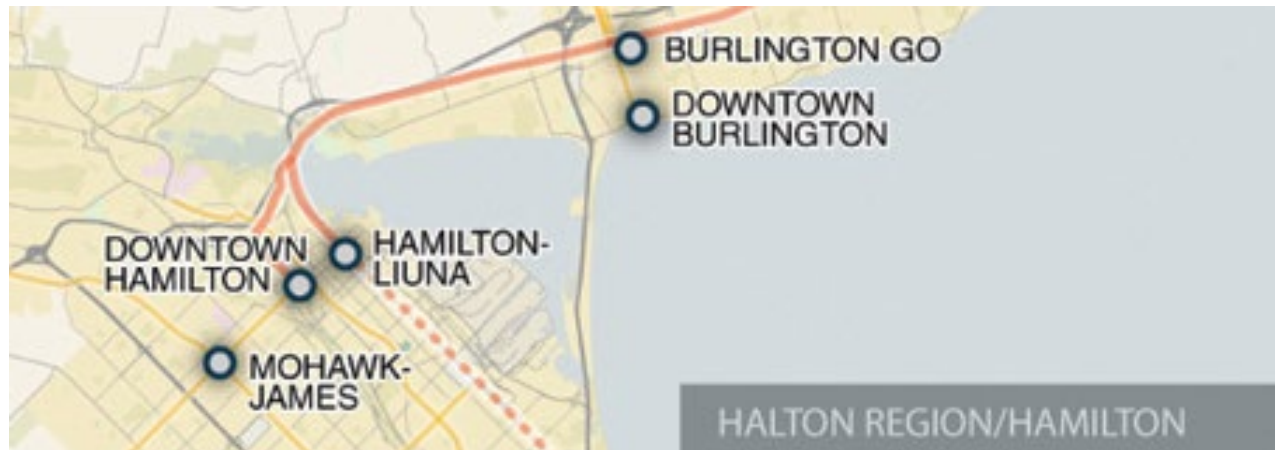 BURLINGTON GO
DOWNTOWN
BURLINGTON
DOWNTOWN
HAMILTON
HAMILTON-
LIUNA
MOHAWK-
JAMES
HALTON REGION/HAMILTON